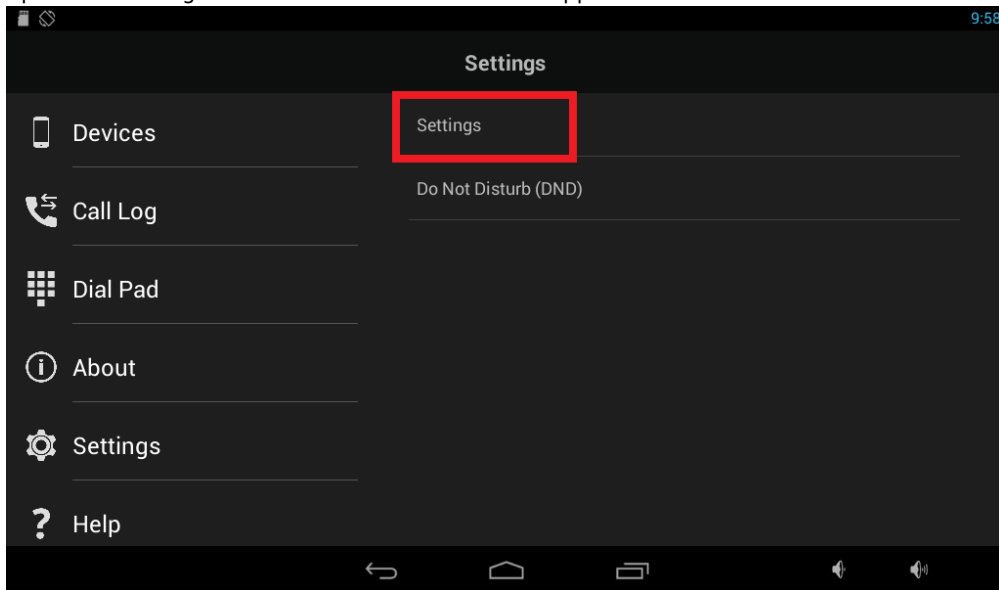 9:58
Settings
Devices
Call Log
Dial Pad
About
Settings
Help
Settings
Do Not Disturb (DND)